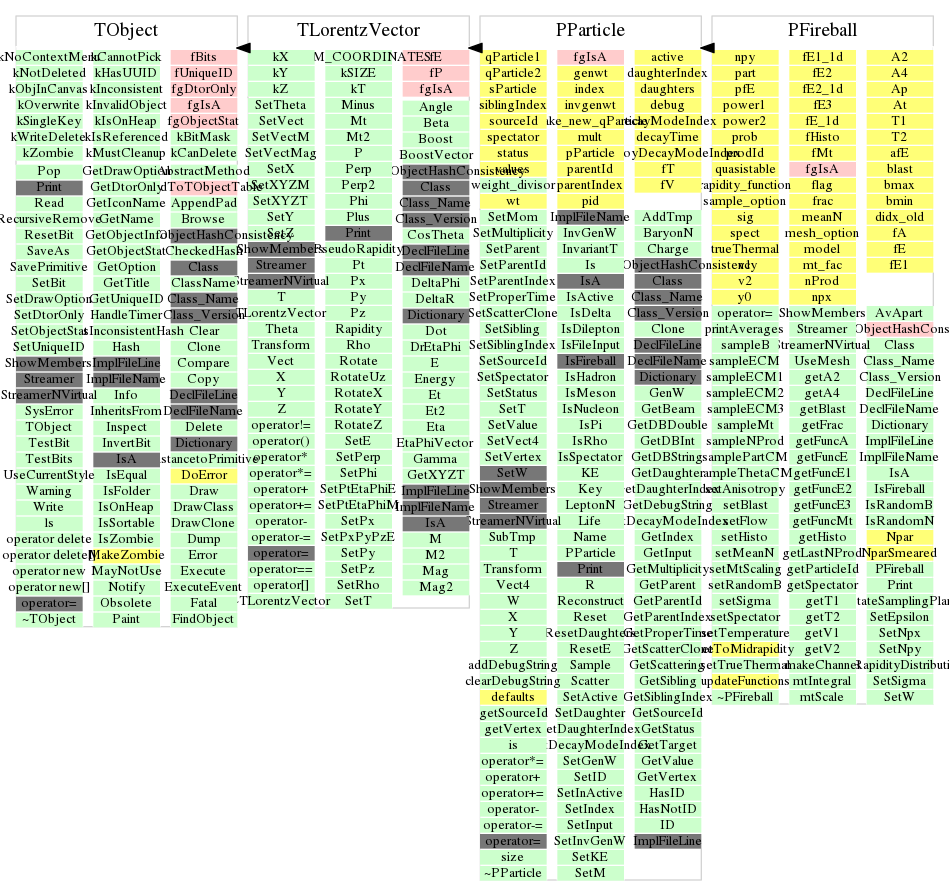 TObject
kNoContextMenu
kNotDeleted
kObjInCanvas
kOverwrite
kSingleKey
kWriteDelete
kZombie
Pop
Print
Read
RecursiveRemove
ResetBit
SaveAs
SavePrimitive
SetBit
SetDrawOption
SetDtorOnly
SetObjectStat
SetUniqueID
ShowMembers
Streamer
StreamerNVirtual
SysError
TObject
TestBit
TestBits
UseCurrentStyle
Warning
Write
ls
operator delete
operator delete[]
operator new
operator new[]
operator=
~TObject
kCannotPick
kHasUUID
kInconsistent
kInvalidObject
kIsOnHeap
kIsReferenced
kMustCleanup
GetDrawOption
GetDtorOnly
GetIconName
GetName
GetObjectInfo
GetObjectStat
GetOption
GetTitle
GetUniqueID
HandleTimer
HasInconsistentHash
Hash
ImplFileLine
ImplFileName
Info
InheritsFrom
Inspect
InvertBit
IsA
IsEqual
IsFolder
IsOnHeap
IsSortable
IsZombie
MakeZombie
MayNotUse
Notify
Obsolete
Paint
fBits
fUniqueID
fgDtorOnly
fgIsA
fgObjectStat
kBitMask
kCanDelete
AbstractMethod
AppendPad
Browse
CheckedHash
Class
ClassName
Class_Name
Class_Version
Clear
Clone
Compare
Copy
DeclFileLine
DeclFileName
Delete
Dictionary
DoError
Draw
DrawClass
DrawClone
Dump
Error
Execute
ExecuteEvent
Fatal
FindObject
TLorentzVector
kX
kY
kZ
SetTheta
SetVect
SetVectM
SetVectMag
SetX
SetXYZM
SetXYZT
SetY
SetZ
ShowMembers
Streamer
StreamerNVirtual
T
TLorentzVector
Theta
Transform
Vect
X
Y
Z
operator!=
operator()
operator*
operator*=
operator+
operator+=
operator-
operator-=
operator=
operator==
operator[]
~TLorentzVector
kSIZE
kT
Minus
Mt
Mt2
P
Perp
Perp2
Phi
Plus
Print
PseudoRapidity
Pt
Px
Py
Pz
Rapidity
Rho
Rotate
RotateUz
RotateX
RotateY
RotateZ
SetE
SetPerp
SetPhi
SetPtEtaPhiE
SetPtEtaPhiM
SetPx
SetPxPyPzE
SetPy
SetPz
SetRho
SetT
fE
fP
fgIsA
Angle
Beta
Boost
BoostVector
CheckTObjectHashConsistency
Class
Class_Name
Class_Version
CosTheta
DeclFileLine
DeclFileName
DeltaPhi
DeltaR
Dictionary
Dot
DrEtaPhi
E
Energy
Et
Et2
Eta
EtaPhiVector
Gamma
GetXYZT
ImplFileLine
ImplFileName
IsA
M
M2
Mag
Mag2
PParticle
qParticle1
qParticle2
sParticle
siblingIndex
sourceId
spectator
status
values
weight_divisor
wt
SetMom
SetMultiplicity
SetParent
SetParentId
SetParentIndex
SetProperTime
SetScatterClone
SetSibling
SetSiblingIndex
SetSourceId
SetSpectator
SetStatus
SetT
SetValue
SetVect4
SetVertex
SetW
ShowMembers
Streamer
StreamerNVirtual
SubTmp
T
Transform
Vect4
W
X
Y
Z
addDebugString
clearDebugString
defaults
getSourceId
getVertex
is
operator*=
operator+
operator+=
operator-
operator-=
operator=
size
~PParticle
fgIsA
genwt
index
invgenwt
make_new_qParticle
mult
pParticle
parentId
parentIndex
pid
ImplFileName
InvGenW
InvariantT
Is
IsA
IsActive
IsDelta
IsDilepton
IsFileInput
IsFireball
IsHadron
IsMeson
IsNucleon
IsPi
IsRho
IsSpectator
KE
Key
LeptonN
Life
Name
PParticle
Print
R
Reconstruct
Reset
ResetDaughters
ResetE
Sample
Scatter
SetActive
SetDaughter
SetDaughterIndex
SetDecayModeIndex
SetGenW
SetID
SetInActive
SetIndex
SetInput
SetInvGenW
SetKE
SetM
active
daughterIndex
daughters
debug
decayModeIndex
decayTime
fT
fV
AddTmp
BaryonN
Charge
CheckTObjectHashConsistency
Class
Class_Name
Class_Version
Clone
DeclFileLine
DeclFileName
Dictionary
GenW
GetBeam
GetDBDouble
GetDBInt
GetDBString
GetDaughter
GetDaughterIndex
GetDebugString
GetDecayModeIndex
GetIndex
GetInput
GetMultiplicity
GetParent
GetParentId
GetParentIndex
GetProperTime
GetScatterClone
GetScattering
GetSibling
GetSiblingIndex
GetSourceId
GetStatus
GetTarget
GetValue
GetVertex
HasID
HasNotID
ID
ImplFileLine
PFireball
npy
part
pfE
power1
power2
prob
prodId
quasistable
rapidity_function
sample_option
sig
spect
trueThermal
v1
v2
y0
operator=
printAverages
sampleB
sampleECM
sampleECM1
sampleECM2
sampleECM3
sampleMt
sampleNProd
samplePartCM
sampleThetaCM
setAnisotropy
setBlast
setFlow
setHisto
setMeanN
setMtScaling
setRandomB
setSigma
setSpectator
setTemperature
setToMidrapidity
setTrueThermal
updateFunctions
~PFireball
fE1_1d
fE2
fE2_1d
fE3
fE_1d
fHisto
fMt
fgIsA
flag
frac
meanN
mesh_option
model
mt_fac
nProd
npx
ShowMembers
Streamer
StreamerNVirtual
UseMesh
getA2
getA4
getBlast
getFrac
getFuncA
getFuncE
getFuncE1
getFuncE2
getFuncE3
getFuncMt
getHisto
getLastNProd
getParticleId
getSpectator
getT1
getT2
getV1
getV2
makeChannel
mtIntegral
mtScale
A2
A4
Ap
At
T1
T2
afE
blast
bmax
bmin
didx_old
fA
fE
fE1
AvApart
Class
Class_Name
Class_Version
DeclFileLine
DeclFileName
Dictionary
ImplFileLine
ImplFileName
IsA
IsFireball
IsRandomB
IsRandomN
Npar
NparSmeared
PFireball
Print
SetEpsilon
SetNpx
SetNpy
SetSigma
SetW